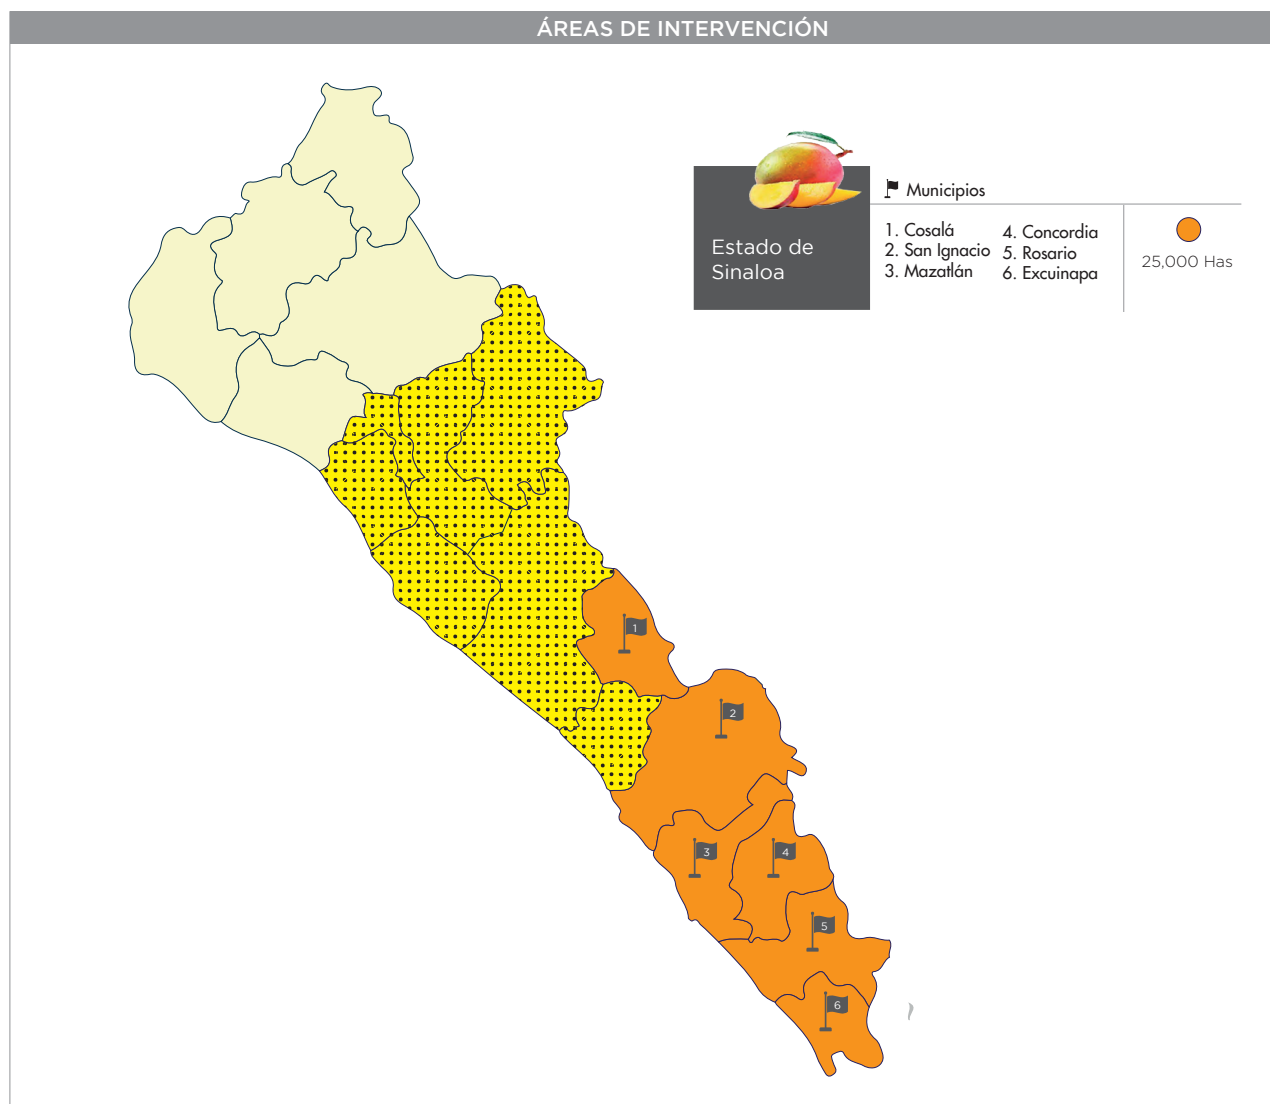 ÁREAS DE INTERVENCIÓN
Estado de
Sinaloa
Municipios
1. Cosalá
2. San Ignacio
3. Mazatlán
4. Concordia
5. Rosario
6. Excuinapa
25,000 Has
1
2
3
4
5
6